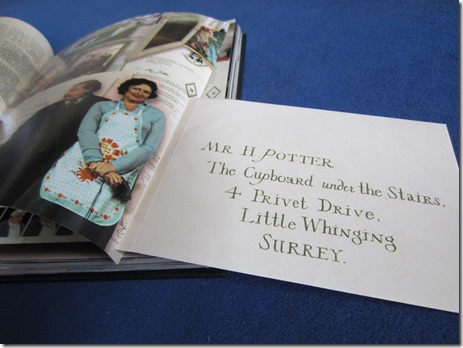 MR. H POTTER
The Cupboard under the Stairs,
4. Privet Drive,
Little Whinging
SURREY.